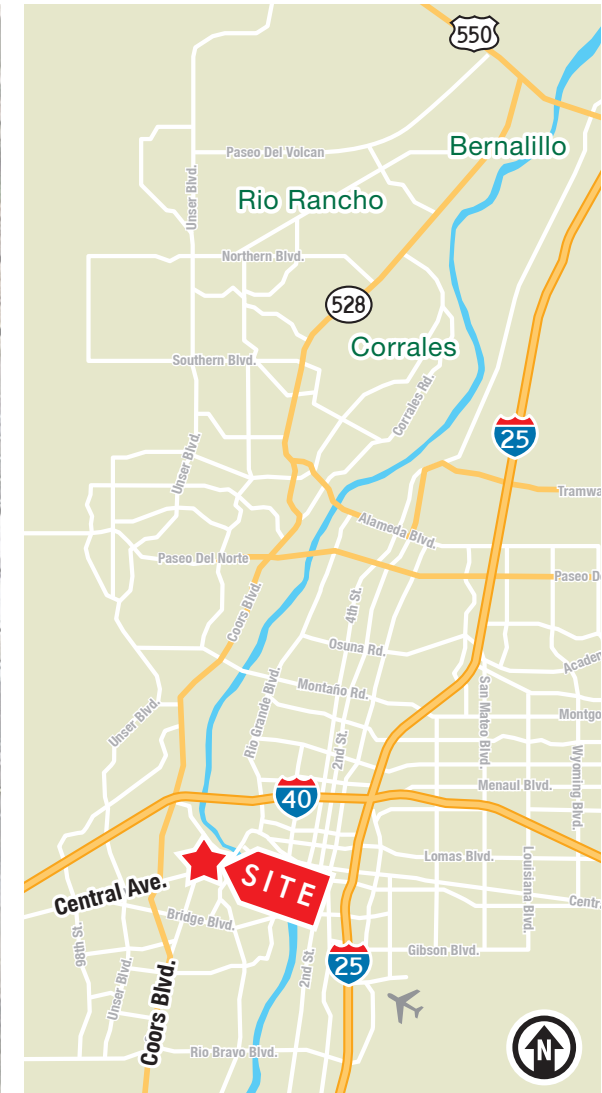 550
Bernalillo
Paseo Del Volcan
Unser Blvd.
Rio Rancho
Northern Blvd.
528
Corrales
Southern Blvd.
Corrales Rd.
25
Unser Blvd.
Tramwa
Alameda Blvd.
Paseo Del Norte
Paseo D
Coors Blvd.
4th St.
Osuna Rd.
Academ
Montaño Rd.
Rio Grande Blvd.
San Mateo Blvd.
Unser Blvd.
Montgo
2nd St.
Wyoming Blvd.
Menaul Blvd.
40
Lomas Blvd.
Louisiana Blvd.
SITE
Central Ave.
Centr
Bridge Blvd.
98th St.
Gibson Blvd.
2nd St.
25
Unser Blvd.
Coors Blvd.
Rio Bravo Blvd.
N